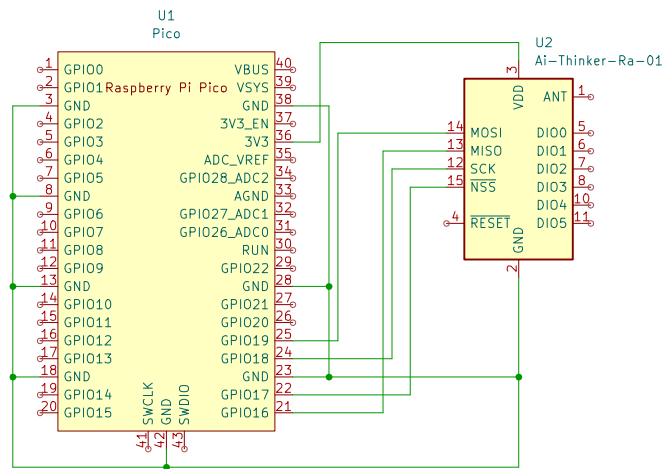 U1
Pico
U2
Ai-Thinker-Ra-01
Raspberry Pi Pico
1 GPIO0
2 GPIO1
3 GND
4 GPIO2
5 GPIO3
6 GPIO4
7 GPIO5
8 GND
9 GPIO6
10 GPIO7
11 GPIO8
12 GPIO9
13 GND
14 GPIO10
15 GPIO11
16 GPIO12
17 GPIO13
18 GND
19 GPIO14
20 GPIO15
VBUS 40
VSYS 39
GND 38
3V3_EN 37
3V3 36
ADC_VREF 35
GPIO28_ADC2 34
AGND 33
GPIO27_ADC1 32
GPIO26_ADC0 31
RUN 30
GPIO22 29
GND 28
GPIO21 27
GPIO20 26
GPIO19 25
GPIO18 24
GND 23
GPIO17 22
GPIO16 21
SWCLK 41
GND 42
SWDIO 43
3 VDD
14 MOSI
13 MISO
12 SCK
15 NSS
4 RESET
ANT 1
DIO0 5
DIO1 6
DIO2 7
DIO3 8
DIO4 10
DIO5 11
GND 2